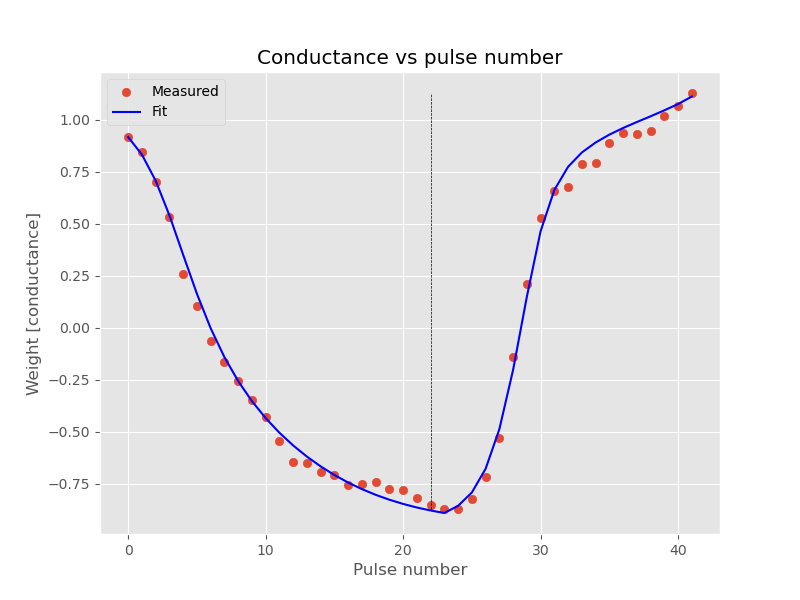 Conductance vs pulse number
Measured
Fit
1.00
0.75
0.50
0.25
0.00
−0.25
−0.50
−0.75
Weight [conductance]
0 10 20 30 40
Pulse number